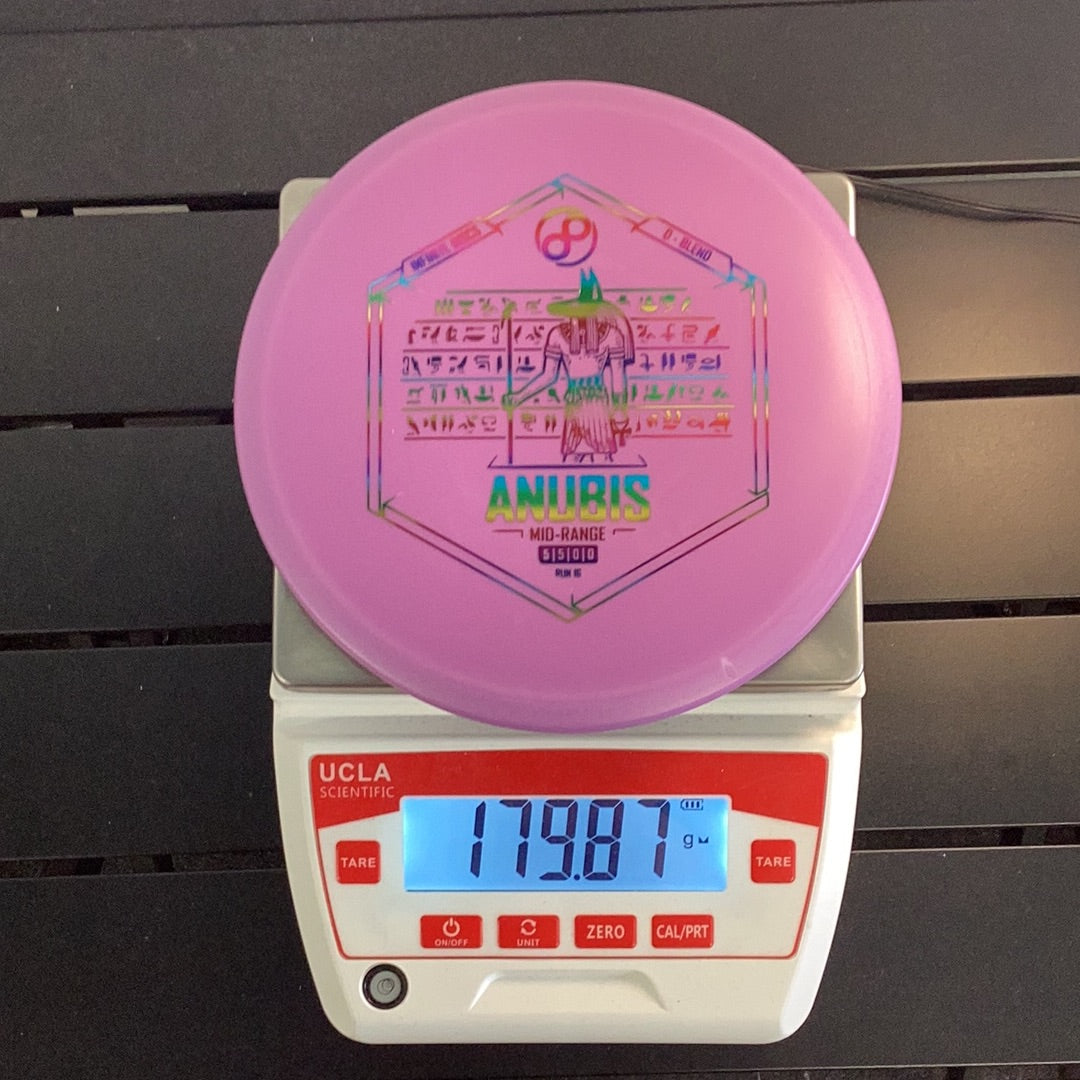 INFINITE DISCS
D - BLEND
ANUBIS
MID-RANGE
5|5|0|0
RUN 16
UCLA
SCIENTIFIC
179.87
g
TARE
TARE
ON/OFF
UNIT
ZERO
CAL/PRT